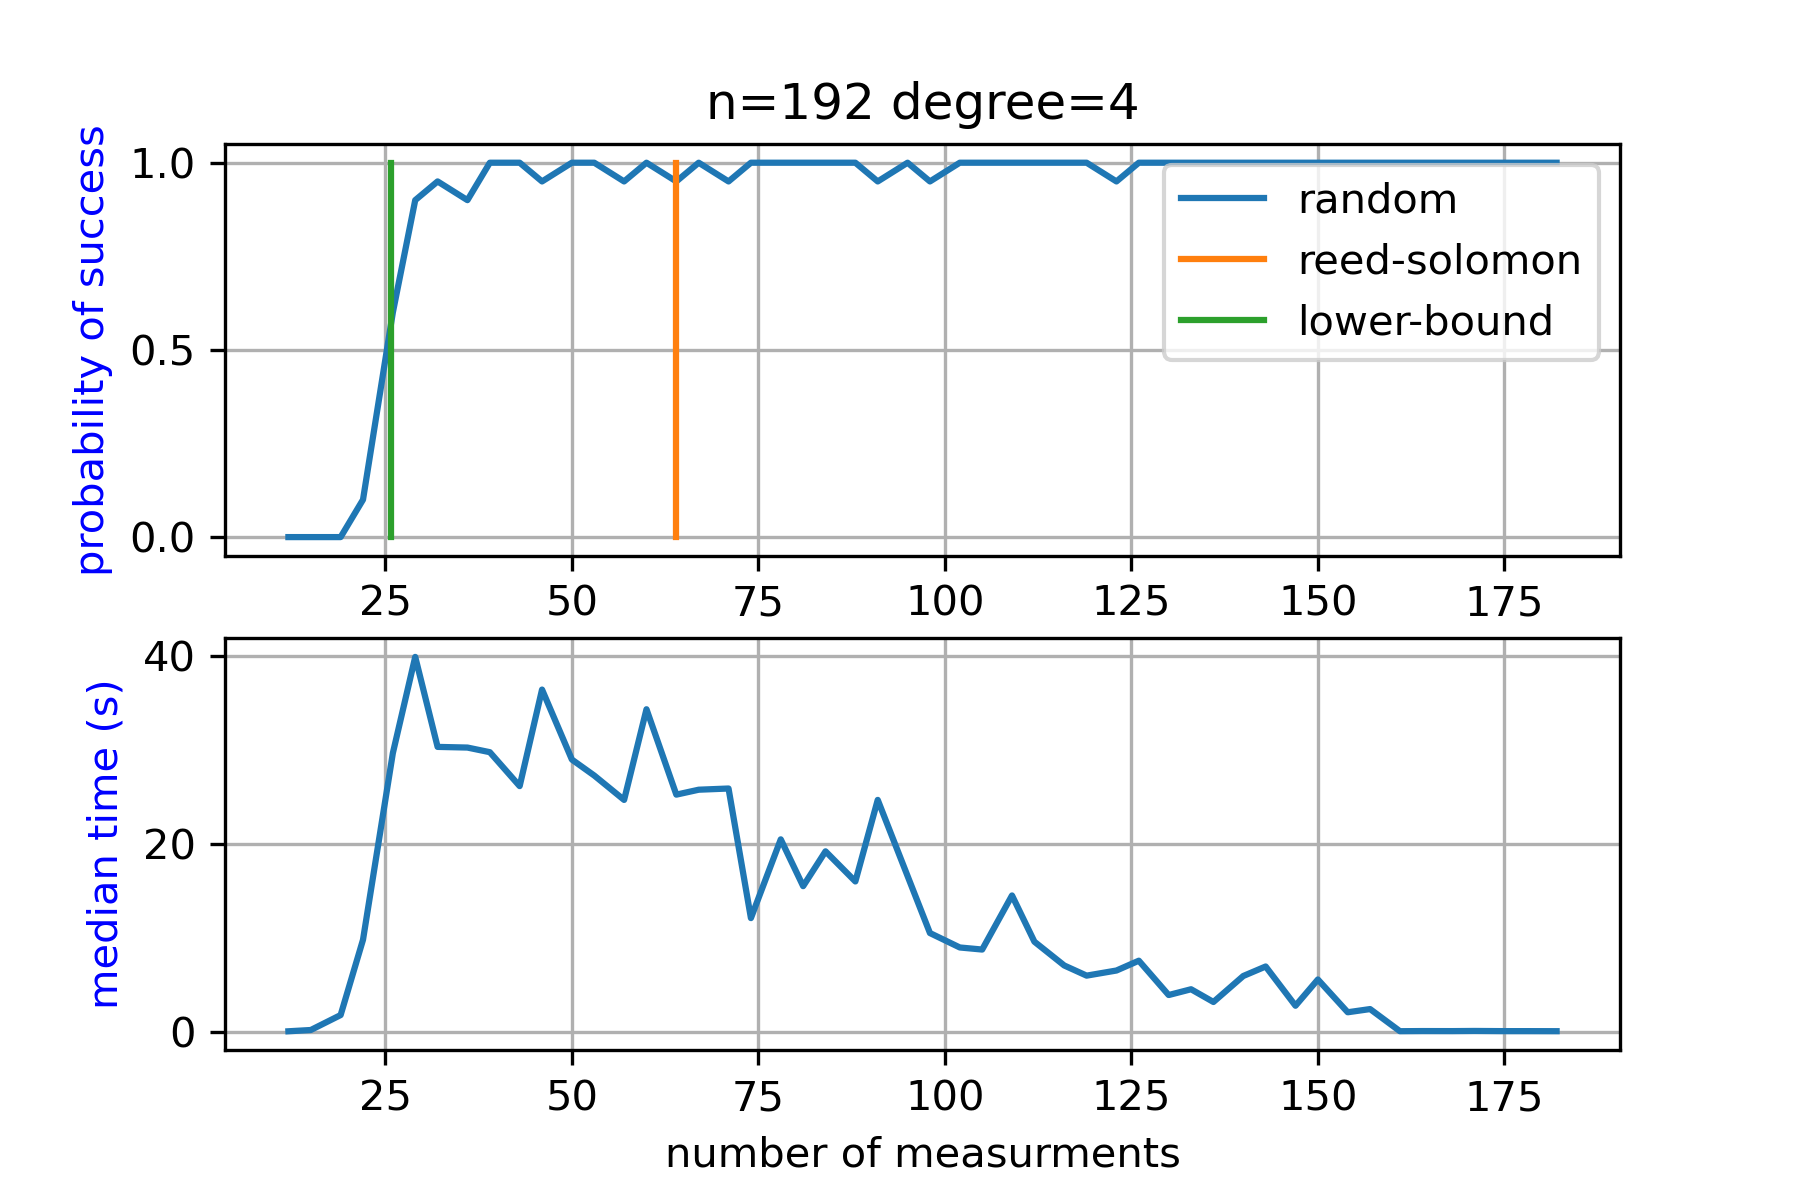 n=192 degree=4
probability of success
1.0
0.5
0.0
random
reed-solomon
lower-bound
25 50 75 100 125 150 175
median time (s)
40
20
0
25 50 75 100 125 150 175
number of measurments